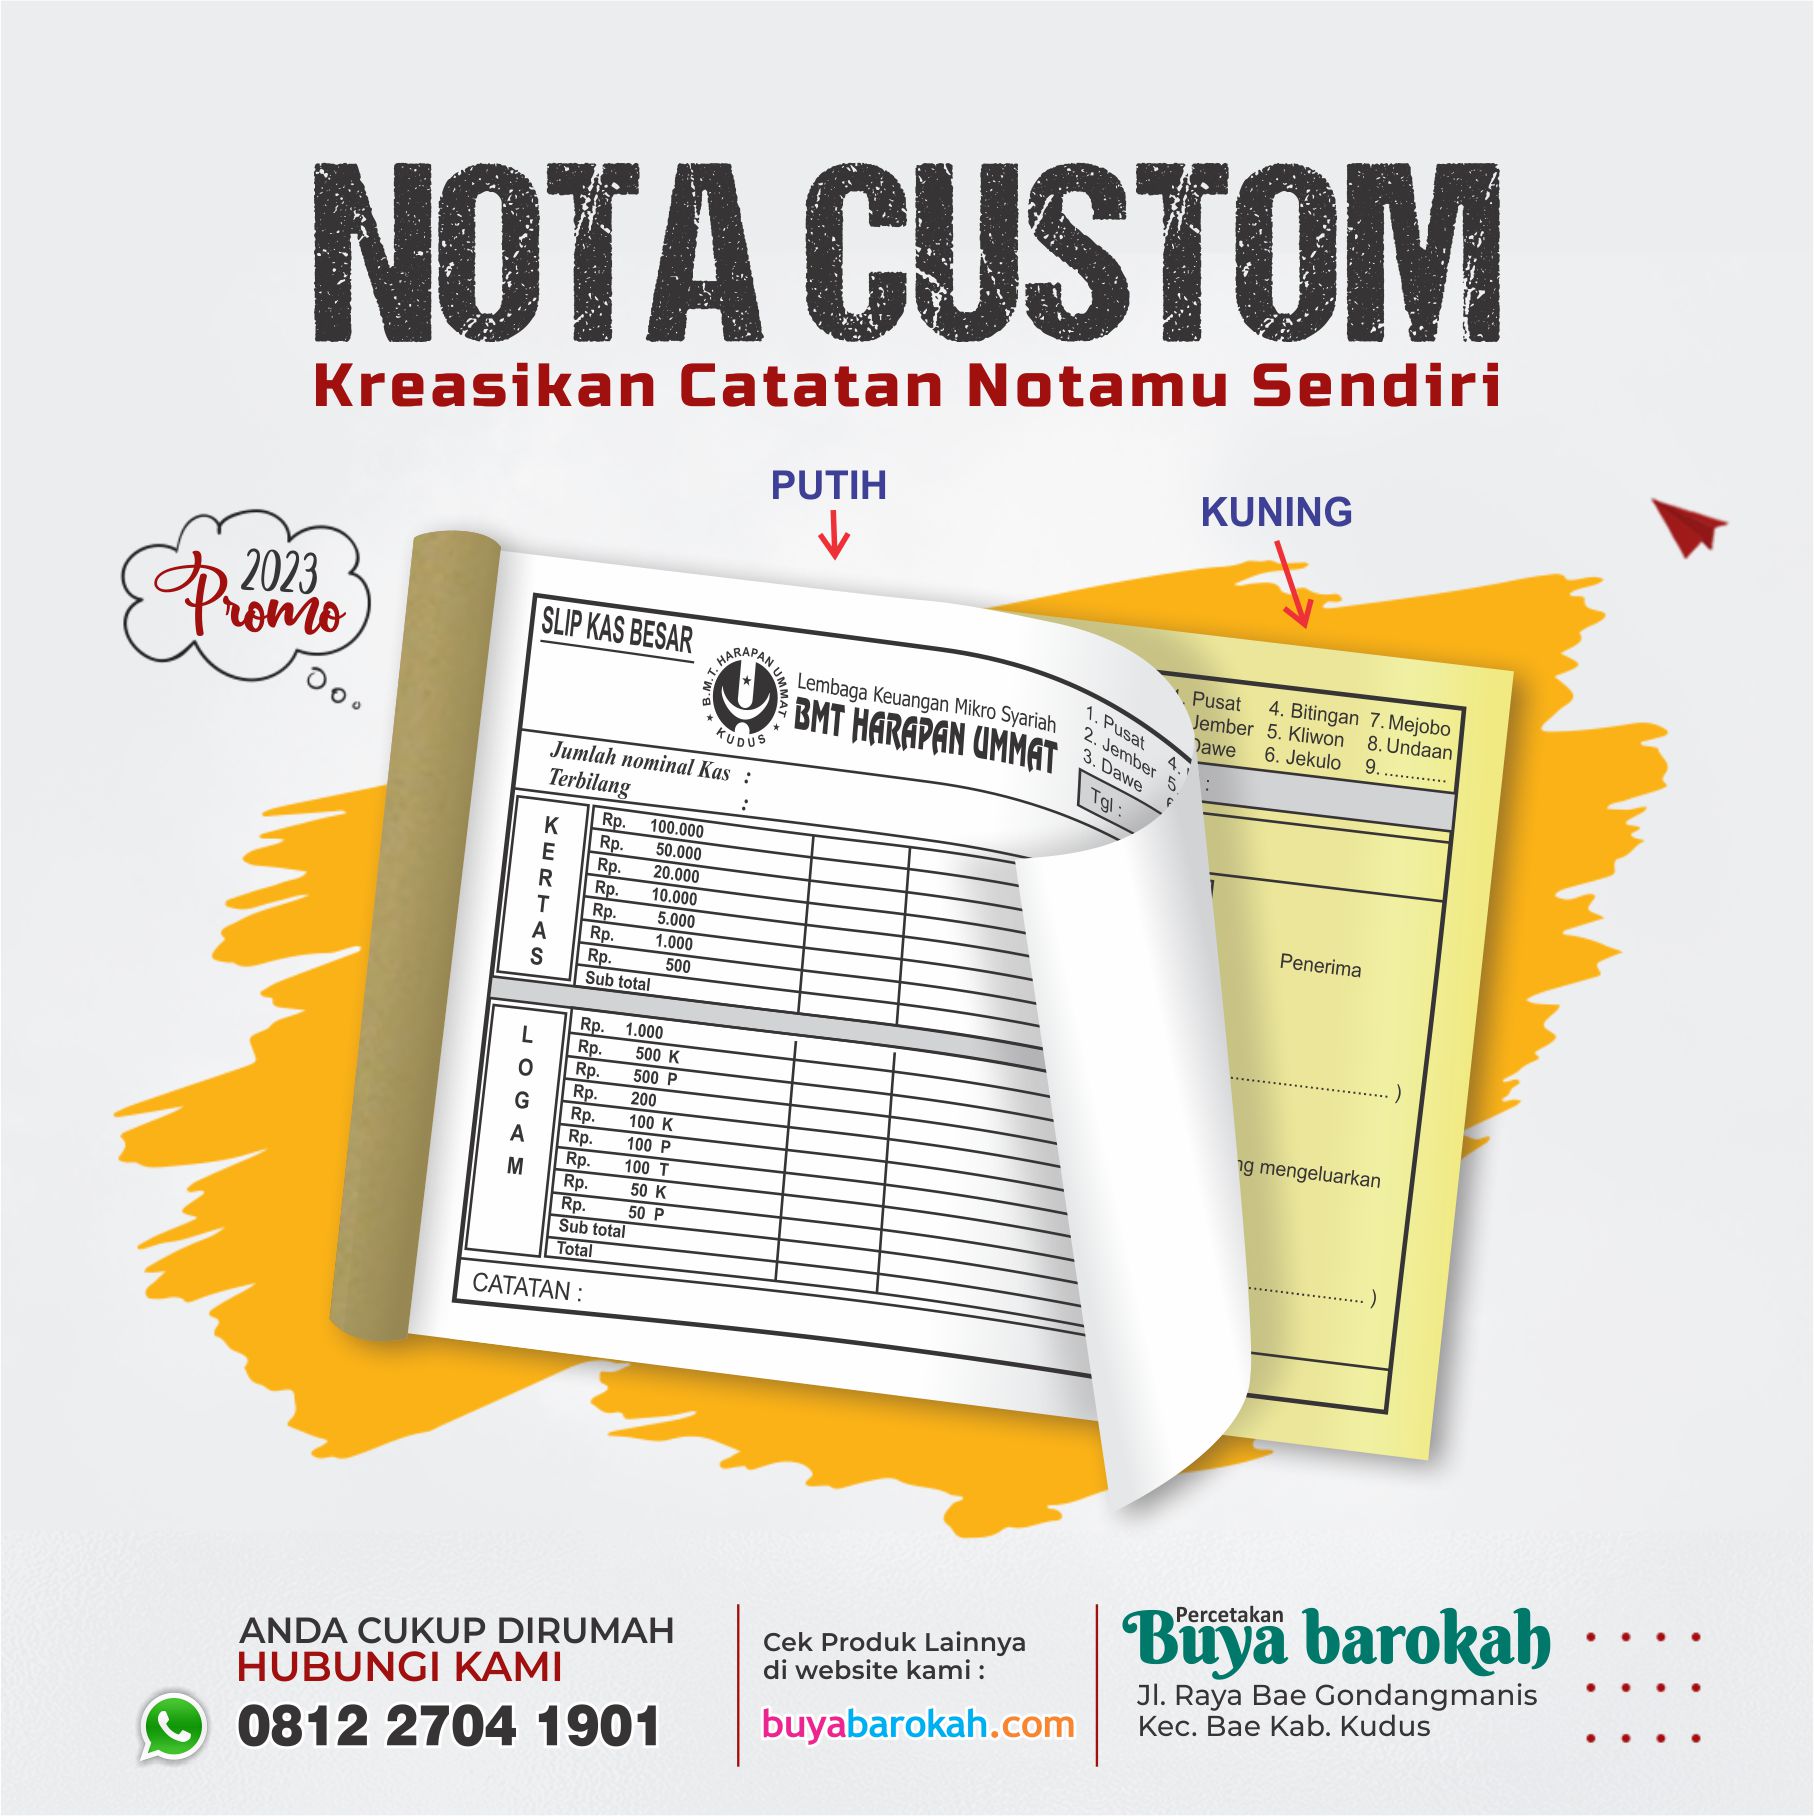 NOTA CUSTOM
Kreasikan Catatan Notamu Sendiri
PUTIH
KUNING
2023
Promo
SLIP KAS BESAR
B.M.T. HARAPAN UMMAT
KUDUS
Lembaga Keuangan Mikro Syariah
BMT HARAPAN UMMAT
1. Pusat
2. Jember
3. Dawe
4.
5.
6
Tgl :
Jumlah nominal Kas :
Terbilang :
KERTAS
Rp. 100.000
Rp. 50.000
Rp. 20.000
Rp. 10.000
Rp. 5.000
Rp. 1.000
Rp. 500
Sub total
LOGAM
Rp. 1.000
Rp. 500 K
Rp. 500 P
Rp. 200
Rp. 100 K
Rp. 100 P
Rp. 100 T
Rp. 50 K
Rp. 50 P
Sub total
Total
CATATAN :
. Pusat 4. Bitingan 7. Mejobo
Jember 5. Kliwon 8. Undaan
Dawe 6. Jekulo 9. ............
:
Penerima
............................ )
ng mengeluarkan
.................... )
ANDA CUKUP DIRUMAH
HUBUNGI KAMI
0812 2704 1901
Cek Produk Lainnya
di website kami :
buyabarokah.com
Percetakan
Buya barokah
Jl. Raya Bae Gondangmanis
Kec. Bae Kab. Kudus